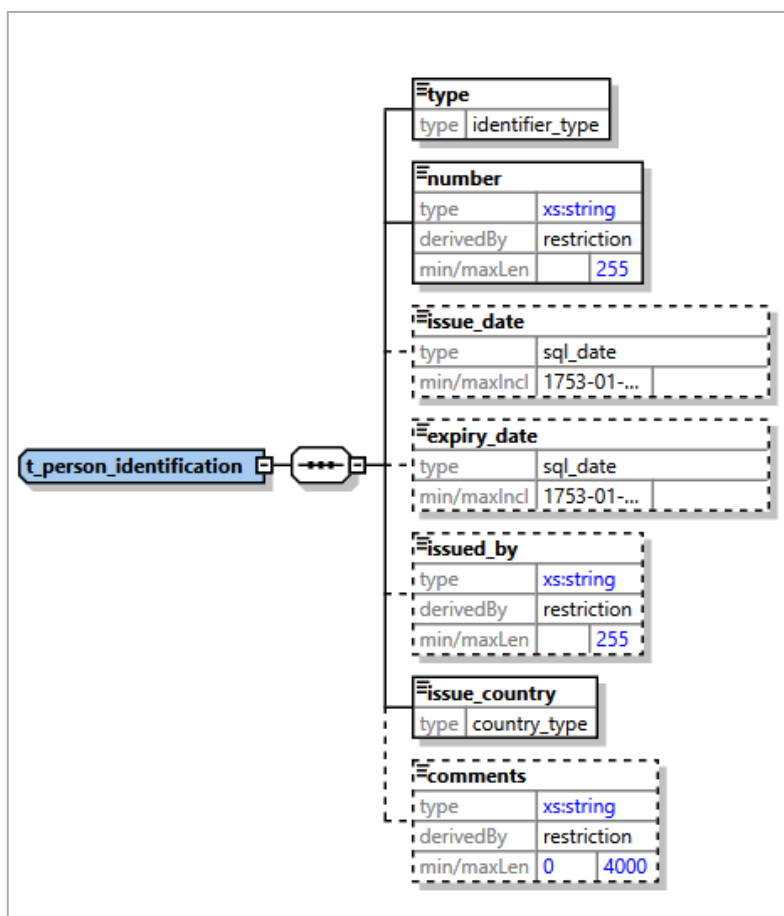 type
type identifier_type
number
type xs:string
derivedBy restriction
min/maxLen 255
issue_date
type sql_date
min/maxIncl 1753-01-...
expiry_date
type sql_date
min/maxIncl 1753-01-...
t_person_identification
issued_by
type xs:string
derivedBy restriction
min/maxLen 255
issue_country
type country_type
comments
type xs:string
derivedBy restriction
min/maxLen 0 4000